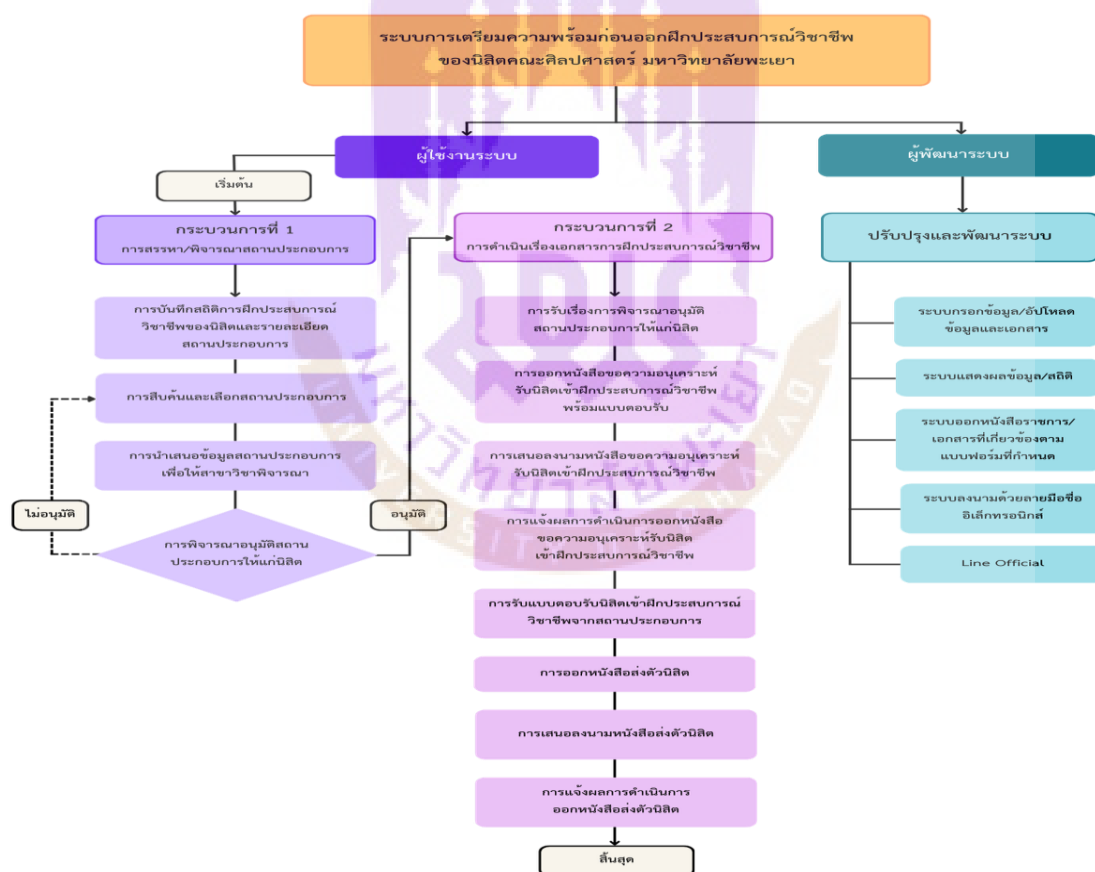 ระบบการเตรียมความพร้อมก่อนออกฝึกประสบการณ์วิชาชีพ
ของนิสิตคณะศิลปศาสตร์ มหาวิทยาลัยพะเยา
ผู้ใช้งานระบบ
ผู้พัฒนาระบบ
เริ่มต้น
กระบวนการที่ 1
การสรรหา/พิจารณาสถานประกอบการ
การบันทึกสถิติการฝึกประสบการณ์
วิชาชีพของนิสิตและรายละเอียด
สถานประกอบการ
การสืบค้นและเลือกสถานประกอบการ
การนำเสนอข้อมูลสถานประกอบการ
เพื่อให้สาขาวิชาพิจารณา
ไม่อนุมัติ
อนุมัติ
การพิจารณาอนุมัติสถาน
ประกอบการให้แก่นิสิต
กระบวนการที่ 2
การดำเนินเรื่องเอกสารการฝึกประสบการณ์วิชาชีพ
การรับเรื่องการพิจารณาอนุมัติ
สถานประกอบการให้แก่นิสิต
การออกหนังสือขอความอนุเคราะห์
รับนิสิตเข้าฝึกประสบการณ์วิชาชีพ
พร้อมแบบตอบรับ
การเสนอลงนามหนังสือขอความอนุเคราะห์
รับนิสิตเข้าฝึกประสบการณ์วิชาชีพ
การแจ้งผลการดำเนินการออกหนังสือ
ขอความอนุเคราะห์รับนิสิต
เข้าฝึกประสบการณ์วิชาชีพ
การรับแบบตอบรับนิสิตเข้าฝึกประสบการณ์
วิชาชีพจากสถานประกอบการ
การออกหนังสือส่งตัวนิสิต
การเสนอลงนามหนังสือส่งตัวนิสิต
การแจ้งผลการดำเนินการ
ออกหนังสือส่งตัวนิสิต
สิ้นสุด
ปรับปรุงและพัฒนาระบบ
ระบบกรอกข้อมูล/อัปโหลด
ข้อมูลและเอกสาร
ระบบแสดงผลข้อมูล/สถิติ
ระบบออกหนังสือราชการ/
เอกสารที่เกี่ยวข้องตาม
แบบฟอร์มที่กำหนด
ระบบลงนามด้วยลายมือชื่อ
อิเล็กทรอนิกส์
Line Official
มหาวิทยาลัยพะเยา
UNIVERSITY OF PHAYAO